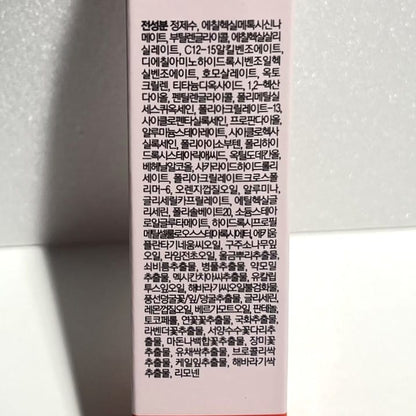 전성분 정제수, 에칠헥실메톡시신나
메이트, 부틸렌글라이콜, 에칠헥실살리
실레이트, C12-15알킬벤조에이트,
디에칠아미노하이드록시벤조일헥
실벤조에이트, 호모살레이트, 옥토
크릴렌, 티타늄디옥사이드, 1,2-헥산
다이올, 펜틸렌글라이콜, 폴리메틸실
세스퀴옥세인, 폴리아크릴레이트-13,
사이클로펜타실록세인, 프로판다이올,
알루미늄스테아레이트, 사이클로헥사
실록세인, 폴리아이소부텐, 폴리하이
드록시스테아릭애씨드, 옥틸도데칸올,
베헤닐알코올, 사카라이드하이드롤리
세이트, 폴리아크릴레이트크로스폴
리머-6, 오렌지껍질오일, 알루미나,
글리세릴카프릴레이트, 에틸헥실글
리세린, 폴리솔베이트20, 소듐스테아
로일글루타메이트, 하이드록시프로필
메틸셀룰로오스스테아록시에터, 에키움
플란타기네움씨오일, 구주소나무잎
오일, 라임전초오일, 올금뿌리추출물,
쇠비름추출물, 병풀추출물, 약모밀
추출물, 멕시칸치아씨추출물, 유칼립
투스잎오일, 해바라기씨오일불검화물,
풍선덩굴꽃/잎/덩굴추출물, 글리세린,
레몬껍질오일, 베르가모트오일, 판테놀,
토코페롤, 연꽃꽃추출물, 국화추출물,
라벤더꽃추출물, 서양수수꽃다리추
출물, 마돈나백합꽃추출물, 장미꽃
추출물, 유채싹추출물, 브로콜리싹
추출물, 케일잎추출물, 해바라기싹
추출물, 리모넨